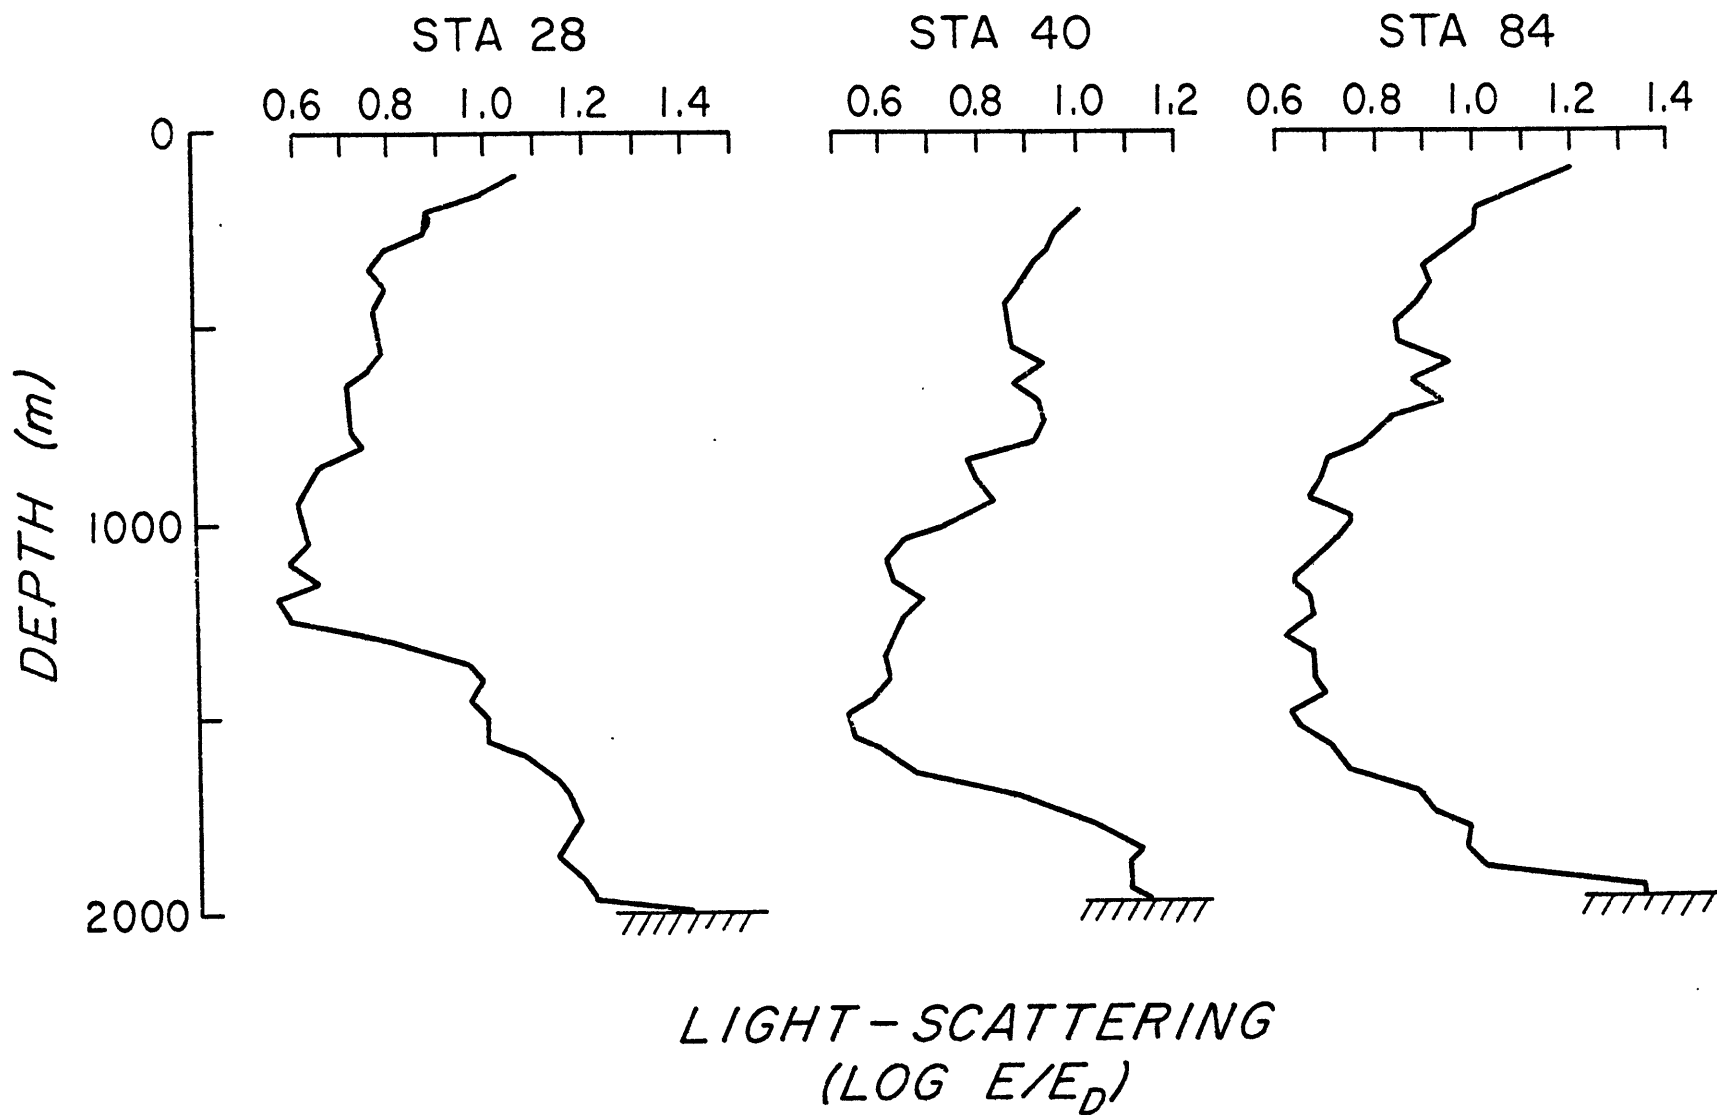 STA 28 STA 40 STA 84
0.6 0.8 1.0 1.2 1.4 0.6 0.8 1.0 1.2 0.6 0.8 1.0 1.2 1.4
0
1000
2000
DEPTH (m)
LIGHT-SCATTERING
(LOG E/E_D)